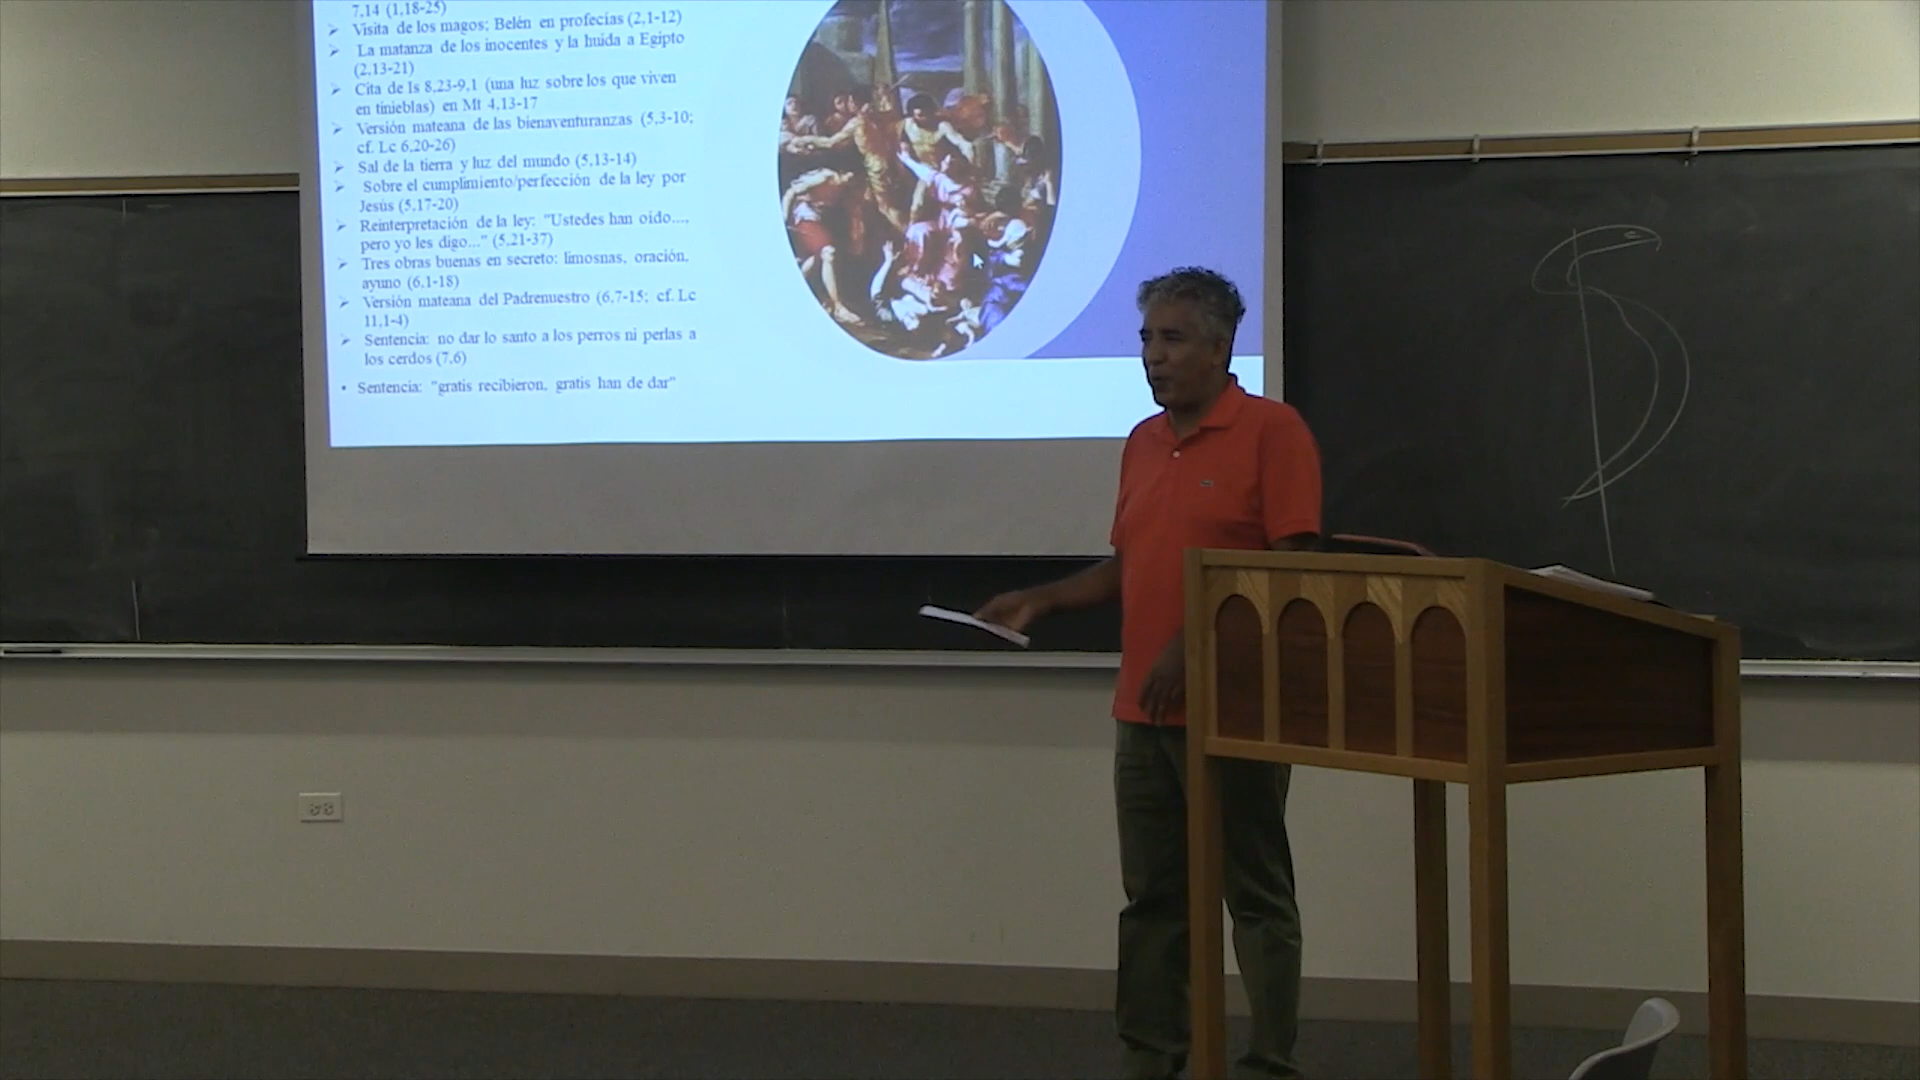 7,14 (1,18-25)
Visita de los magos; Belén en profecías (2,1-12)
La matanza de los inocentes y la huida a Egipto
(2,13-21)
Cita de Is 8,23-9,1 (una luz sobre los que viven
en tinieblas) en Mt 4,13-17
Versión mateana de las bienaventuranzas (5,3-10;
cf. Lc 6,20-26)
Sal de la tierra y luz del mundo (5,13-14)
Sobre el cumplimiento/perfección de la ley por
Jesús (5,17-20)
Reinterpretación de la ley: "Ustedes han oido...,
pero yo les digo..." (5,21-37)
Tres obras buenas en secreto: limosnas, oración,
ayuno (6,1-18)
Versión mateana del Padrenuestro (6,7-15; cf. Lc
11,1-4)
Sentencia: no dar lo santo a los perros ni perlas a
los cerdos (7,6)
• Sentencia: "gratis recibieron, gratis han de dar"